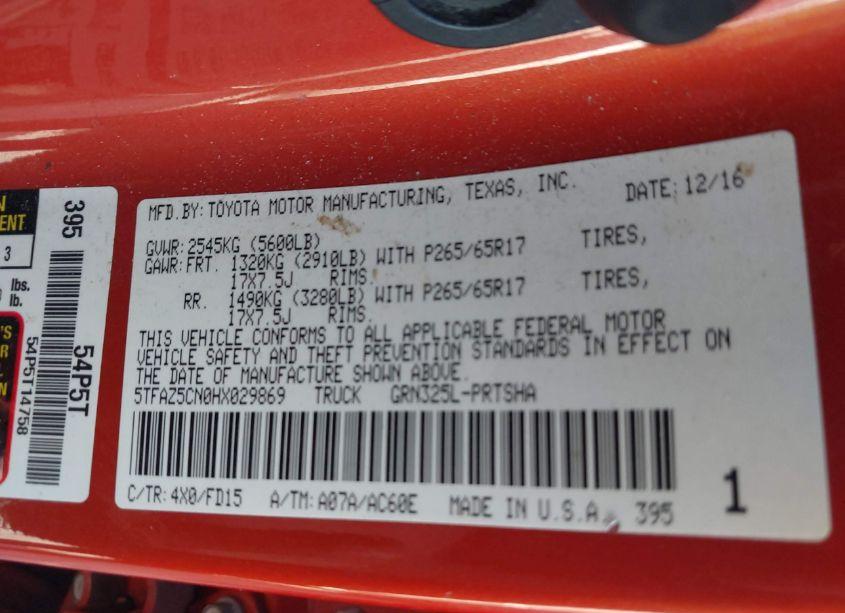 N
ENT
3
lbs.
lb.
'S
R
L
ON
395
54P5T
54P5T14758
MFD.BY: TOYOTA MOTOR MANUFACTURING, TEXAS, INC. DATE: 12/16
GVWR: 2545KG (5600LB)
GAWR: FRT. 1320KG (2910LB) WITH P265/65R17 TIRES,
17X7.5J RIMS.
RR. 1490KG (3280LB) WITH P265/65R17 TIRES,
17X7.5J RIMS.
THIS VEHICLE CONFORMS TO ALL APPLICABLE FEDERAL MOTOR
VEHICLE SAFETY AND THEFT PREVENTION STANDARDS IN EFFECT ON
THE DATE OF MANUFACTURE SHOWN ABOVE.
5TFAZ5CN0HX029869 TRUCK GRN325L-PRTSHA
C/TR: 4X0/FD15 A/TM: A07A/AC60E MADE IN U.S.A. 395
1